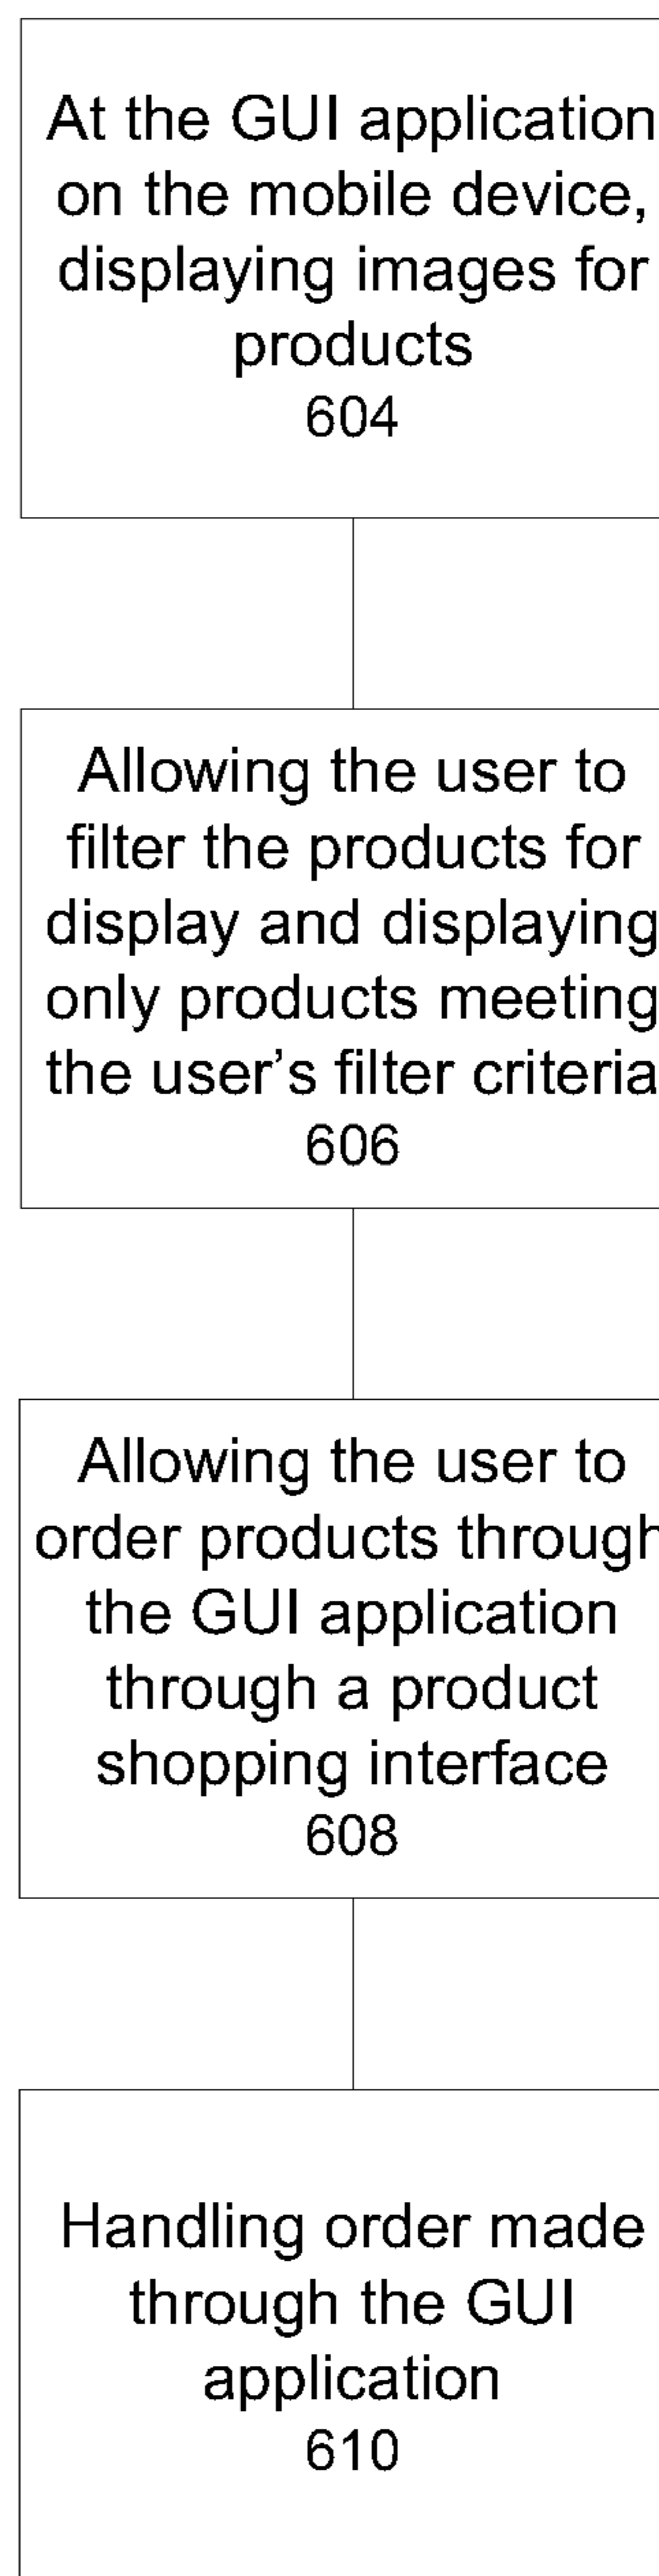 At the GUI application
on the mobile device,
displaying images for
products
604
Allowing the user to
filter the products for
display and displaying
only products meeting
the user’s filter criteria
606
Allowing the user to
order products through
the GUI application
through a product
shopping interface
608
Handling order made
through the GUI
application
610